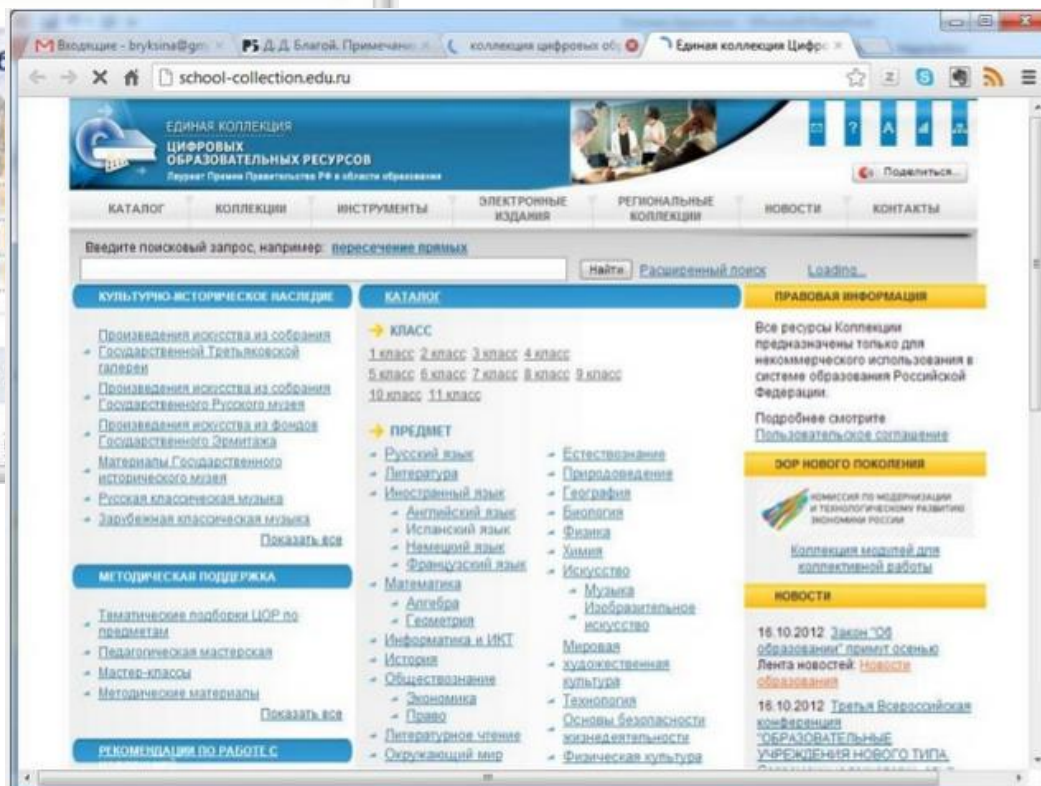 Входящие - bryksina@gm
Д.Д. Благой. Примечани
коллекция цифровых обр
Единая коллекция Цифро
school-collection.edu.ru
ЕДИНАЯ КОЛЛЕКЦИЯ
ЦИФРОВЫХ
ОБРАЗОВАТЕЛЬНЫХ РЕСУРСОВ
Лауреат Премии Правительства РФ в области образования
Поделиться...
КАТАЛОГ
КОЛЛЕКЦИИ
ИНСТРУМЕНТЫ
ЭЛЕКТРОННЫЕ ИЗДАНИЯ
РЕГИОНАЛЬНЫЕ КОЛЛЕКЦИИ
НОВОСТИ
КОНТАКТЫ
Введите поисковый запрос, например: пересечение прямых
Найти Расширенный поиск Loading...
КУЛЬТУРНО-ИСТОРИЧЕСКОЕ НАСЛЕДИЕ
Произведения искусства из собрания
Государственной Третьяковской
галереи
Произведения искусства из собрания
Государственного Русского музея
Произведения искусства из фондов
Государственного Эрмитажа
Материалы Государственного
исторического музея
Русская классическая музыка
Зарубежная классическая музыка
Показать все
МЕТОДИЧЕСКАЯ ПОДДЕРЖКА
Тематические подборки ЦОР по
предметам
Педагогическая мастерская
Мастер-классы
Методические материалы
Показать все
РЕКОМЕНДАЦИИ ПО РАБОТЕ С
КАТАЛОГ
КЛАСС
1 класс 2 класс 3 класс 4 класс
5 класс 6 класс 7 класс 8 класс 9 класс
10 класс 11 класс
ПРЕДМЕТ
Русский язык
Литература
Иностранный язык
Английский язык
Испанский язык
Немецкий язык
Французский язык
Математика
Алгебра
Геометрия
Информатика и ИКТ
История
Обществознание
Экономика
Право
Литературное чтение
Окружающий мир
Естествознание
Природоведение
География
Биология
Физика
Химия
Искусство
Музыка
Изобразительное
искусство
Мировая
художественная
культура
Технология
Основы безопасности
жизнедеятельности
Физическая культура
ПРАВОВАЯ ИНФОРМАЦИЯ
Все ресурсы Коллекции
предназначены только для
некоммерческого использования в
системе образования Российской
Федерации.
Подробнее смотрите
Пользовательское соглашение
ЭОР НОВОГО ПОКОЛЕНИЯ
КОМИССИЯ ПО МОДЕРНИЗАЦИИ
И ТЕХНОЛОГИЧЕСКОМУ РАЗВИТИЮ
ЭКОНОМИКИ РОССИИ
Коллекция модулей для
коллективной работы
НОВОСТИ
16.10.2012 Закон "Об
образовании" примут осенью
Лента новостей: Новости
образования
16.10.2012 Третья Всероссийская
конференция
"ОБРАЗОВАТЕЛЬНЫЕ
УЧРЕЖДЕНИЯ НОВОГО ТИПА.